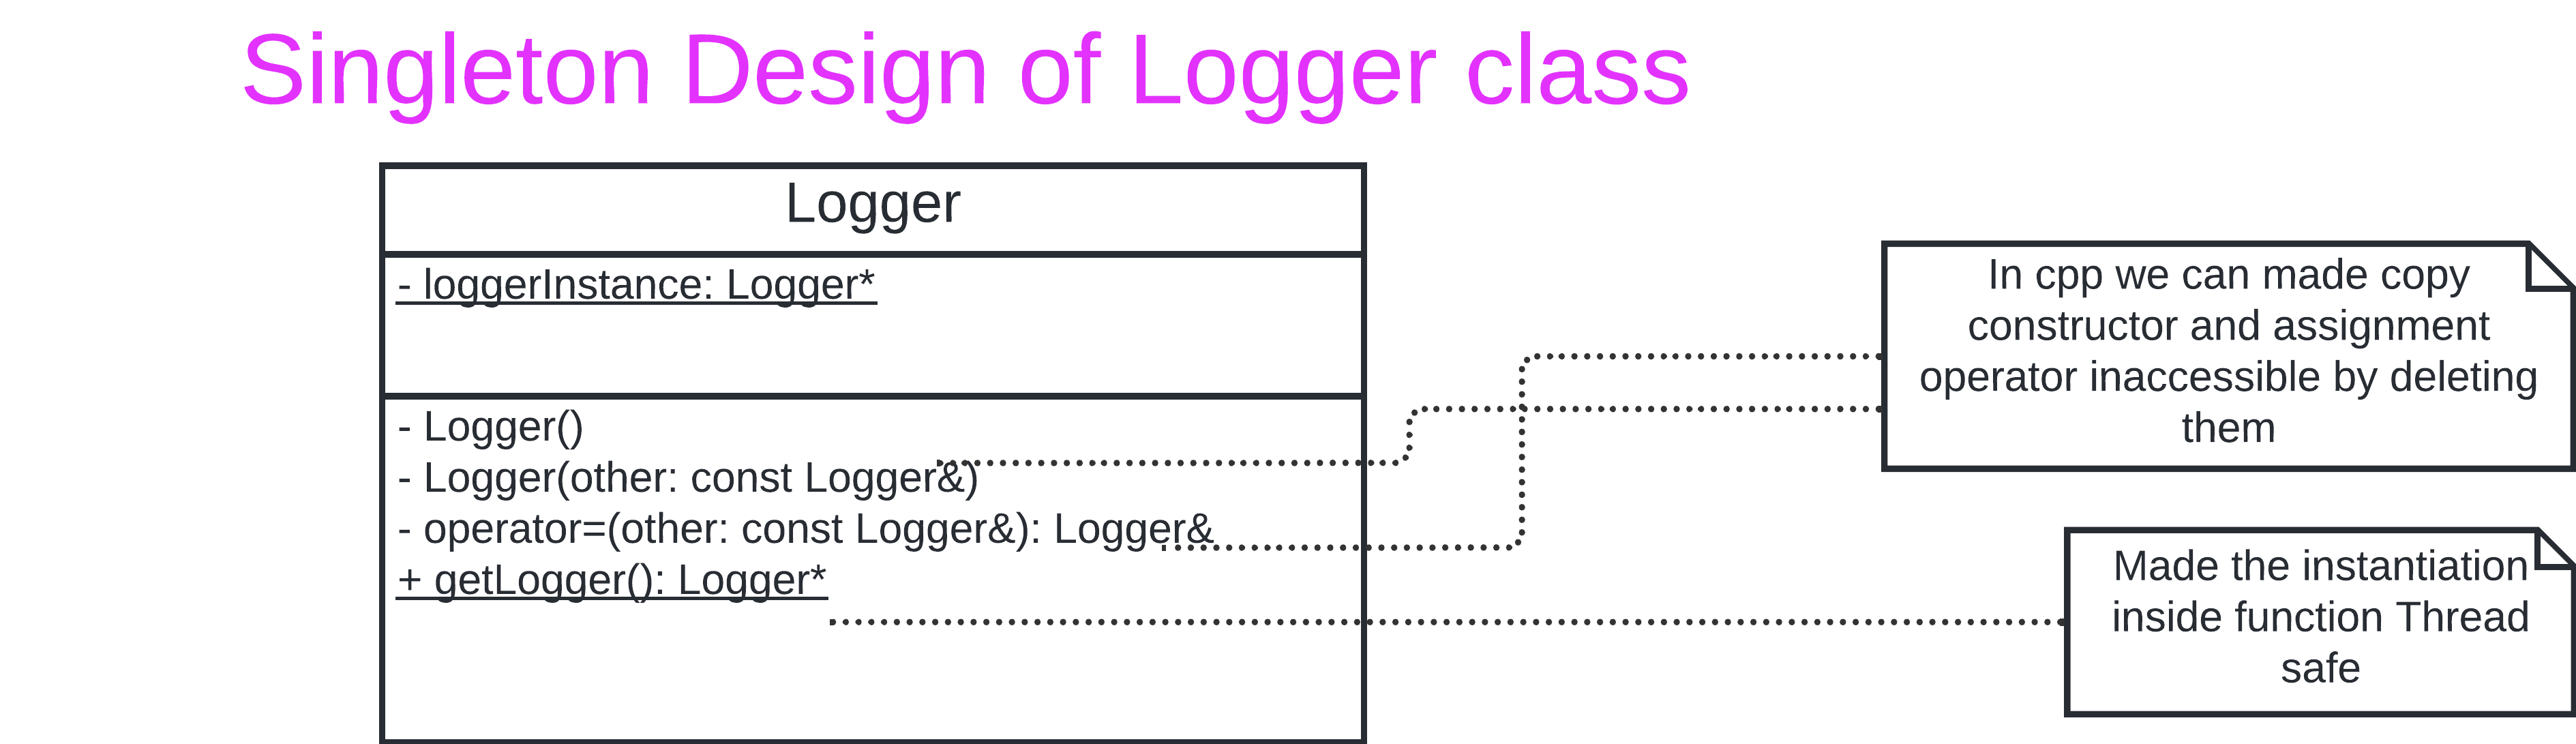 Singleton Design of Logger class
Logger
- loggerInstance: Logger*
- Logger()
- Logger(other: const Logger&)
- operator=(other: const Logger&): Logger&
+ getLogger(): Logger*
In cpp we can made copy
constructor and assignment
operator inaccessible by deleting
them
Made the instantiation
inside function Thread
safe